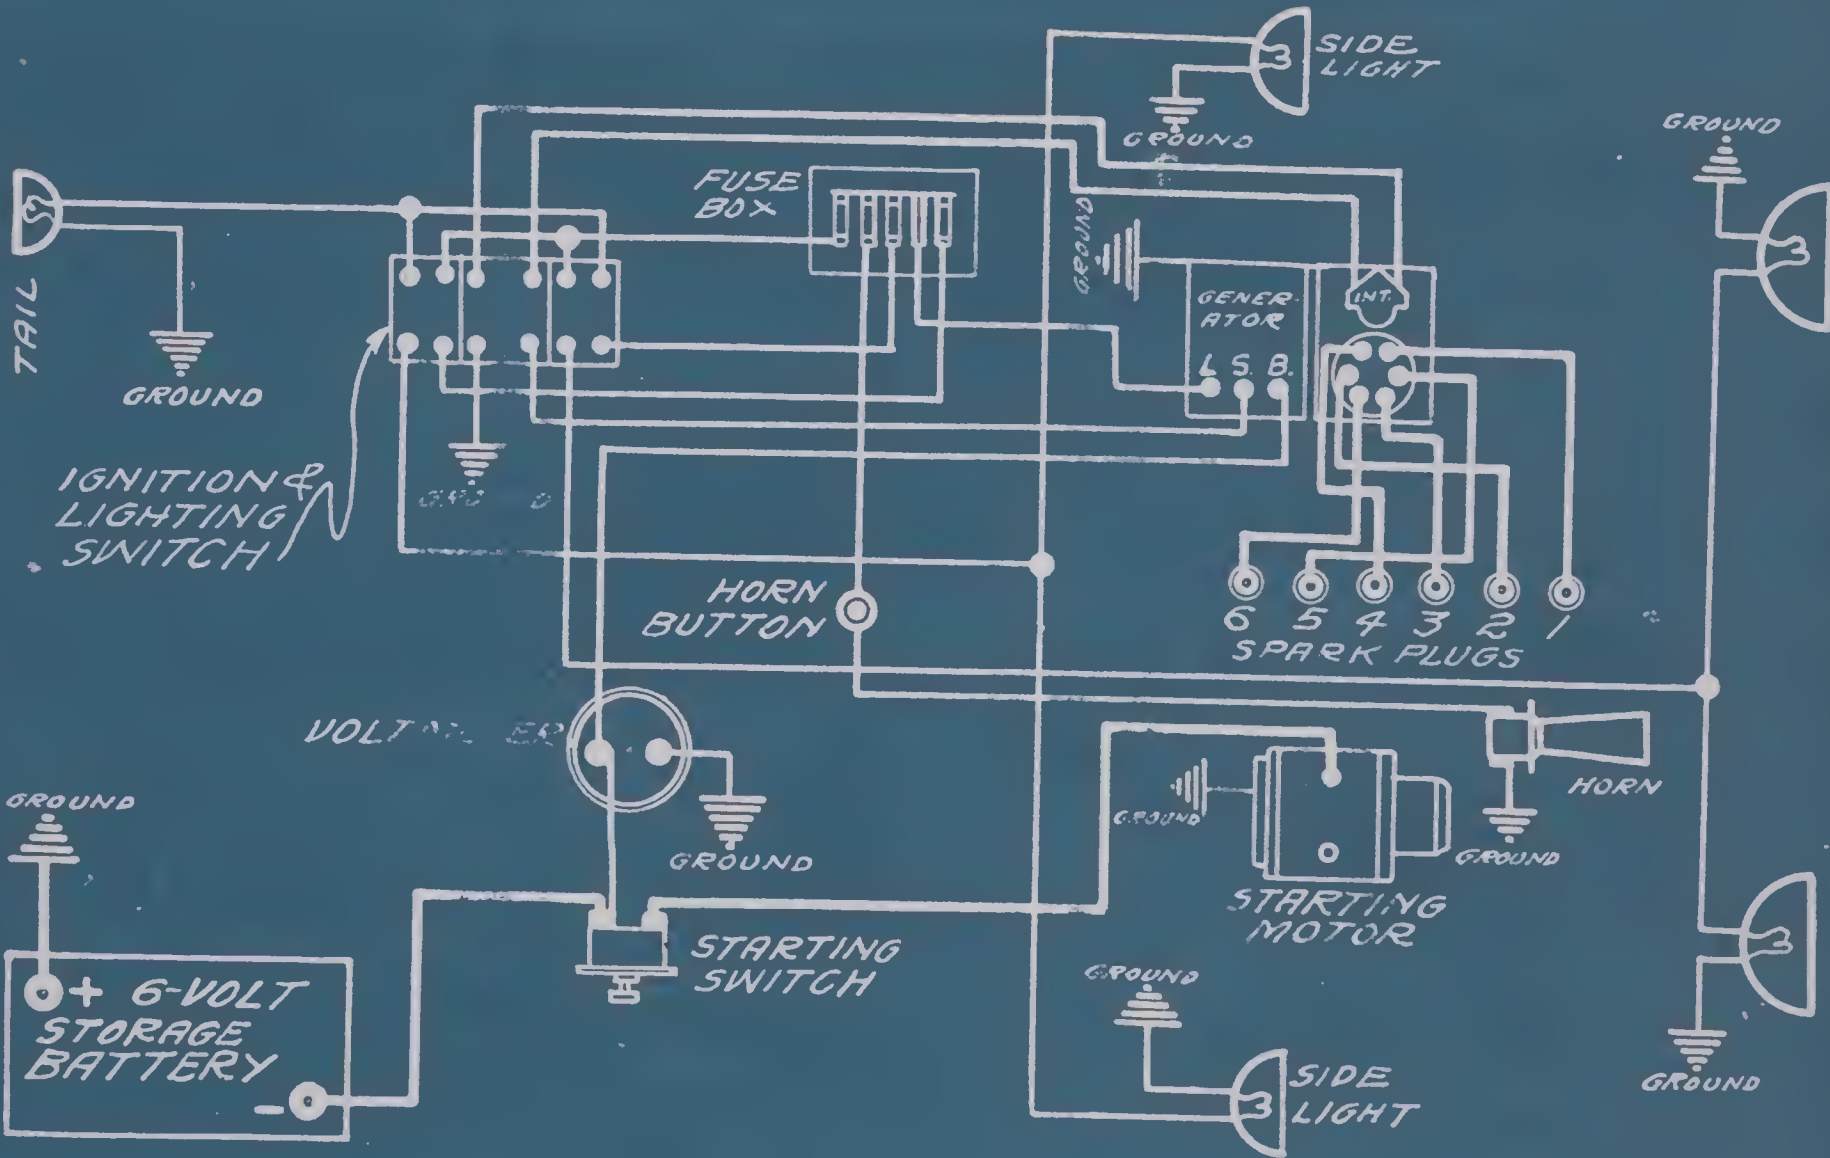 SIDE
LIGHT
GROUND
GROUND
FUSE
BOX
GROUND
TAIL
GENER-
ATOR
INT.
L S. B.
GROUND
IGNITION &
LIGHTING
SWITCH
HORN
BUTTON
6 5 4 3 2 1
SPARK PLUGS
HORN
GROUND
GROUND
GROUND
GROUND
STARTING
MOTOR
STARTING
SWITCH
+ 6-VOLT
STORAGE
BATTERY
-
GROUND
SIDE
LIGHT
GROUND